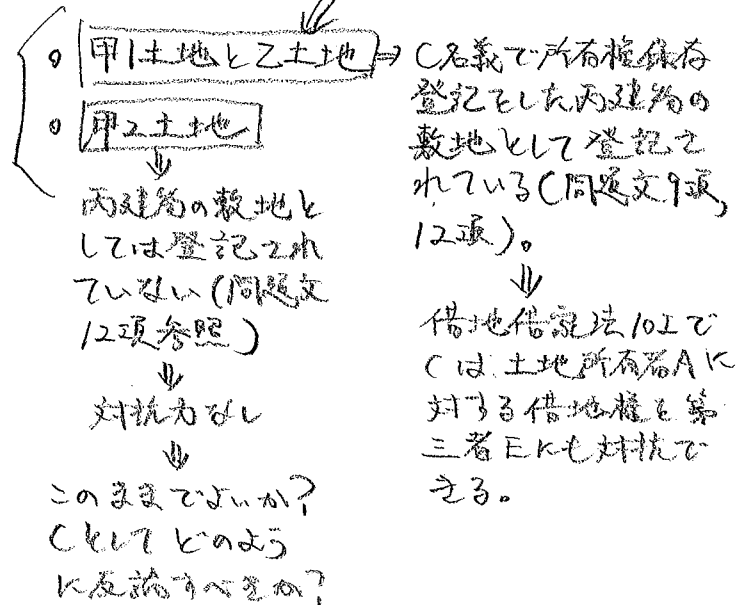 甲1土地と乙土地⇒
甲2土地
⇓
丙建物の敷地と
しては登記され
ていない(問題文
12項参照)
⇓
対抗力なし
⇓
このままでよいか?
Cとしてどのよう
に反論すべきか?
C名義で所有権保存
登記をした丙建物の
敷地として登記さ
れている(問題文9項,
12項)。
⇓
借地借家法10Iで
Cは土地所有者Aに
対する借地権を第
三者Eにも対抗で
きる。